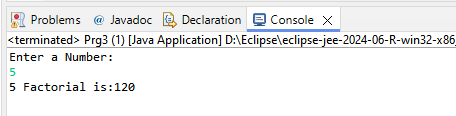 Problems @ Javadoc Declaration Console ×
<terminated> Prg3 (1) [Java Application] D:\Eclipse\eclipse-jee-2024-06-R-win32-x86_
Enter a Number:
5
5 Factorial is:120